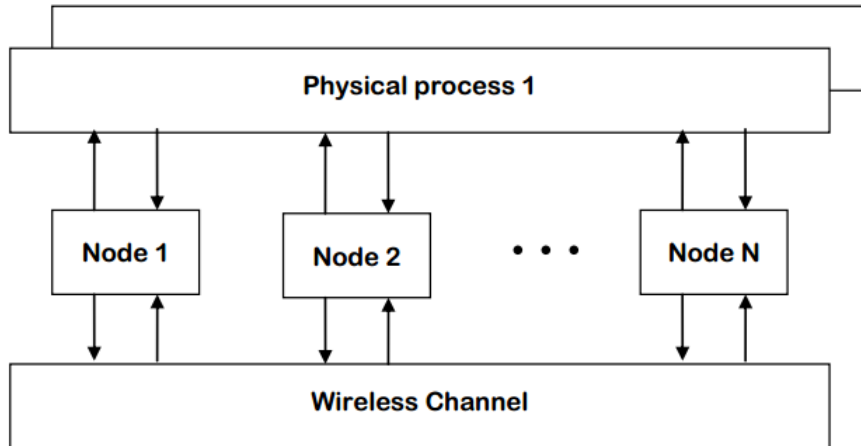 Physical process 1
Node 1
Node 2
• • •
Node N
Wireless Channel